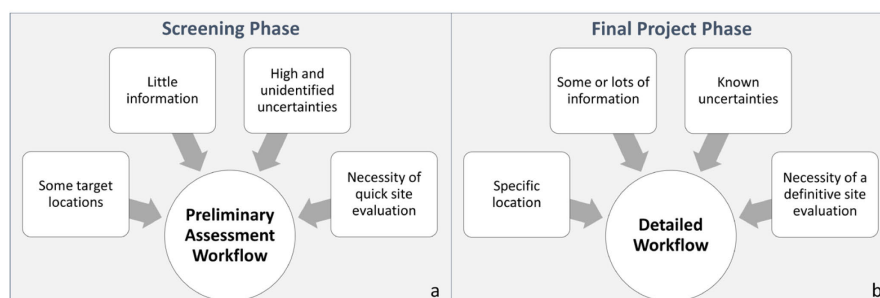 Screening Phase
Little
information
High and
unidentified
uncertainties
Some target
locations
Necessity of
quick site
evaluation
Preliminary
Assessment
Workflow
a
Final Project Phase
Some or lots of
information
Known
uncertainties
Specific
location
Necessity of a
definitive site
evaluation
Detailed
Workflow
b